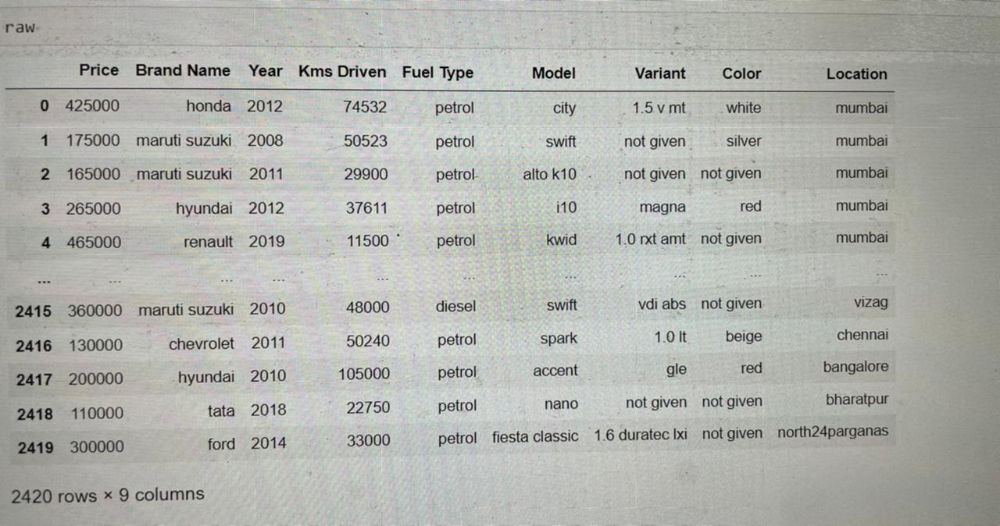 raw
Price Brand Name Year Kms Driven Fuel Type Model Variant Color Location
0 425000 honda 2012 74532 petrol city 1.5 v mt white mumbai
1 175000 maruti suzuki 2008 50523 petrol swift not given silver mumbai
2 165000 maruti suzuki 2011 29900 petrol alto k10 not given not given mumbai
3 265000 hyundai 2012 37611 petrol i10 magna red mumbai
4 465000 renault 2019 11500 petrol kwid 1.0 rxt amt not given mumbai
... ... ... ... ... ... ... ... ... ...
2415 360000 maruti suzuki 2010 48000 diesel swift vdi abs not given vizag
2416 130000 chevrolet 2011 50240 petrol spark 1.0 lt beige chennai
2417 200000 hyundai 2010 105000 petrol accent gle red bangalore
2418 110000 tata 2018 22750 petrol nano not given not given bharatpur
2419 300000 ford 2014 33000 petrol fiesta classic 1.6 duratec lxi not given north24parganas
2420 rows × 9 columns